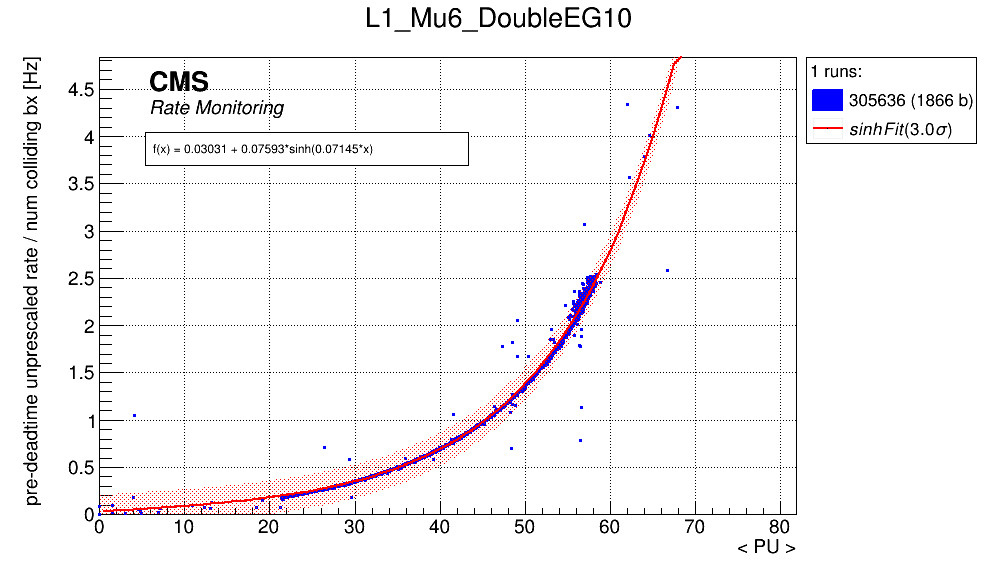 L1_Mu6_DoubleEG10
pre-deadtime unprescaled rate / num colliding bx [Hz]
CMS
Rate Monitoring
f(x) = 0.03031 + 0.07593*sinh(0.07145*x)
4.5
4
3.5
3
2.5
2
1.5
1
0.5
0
0 10 20 30 40 50 60 70 80
< PU >
1 runs:
305636 (1866 b)
sinhFit(3.0σ)